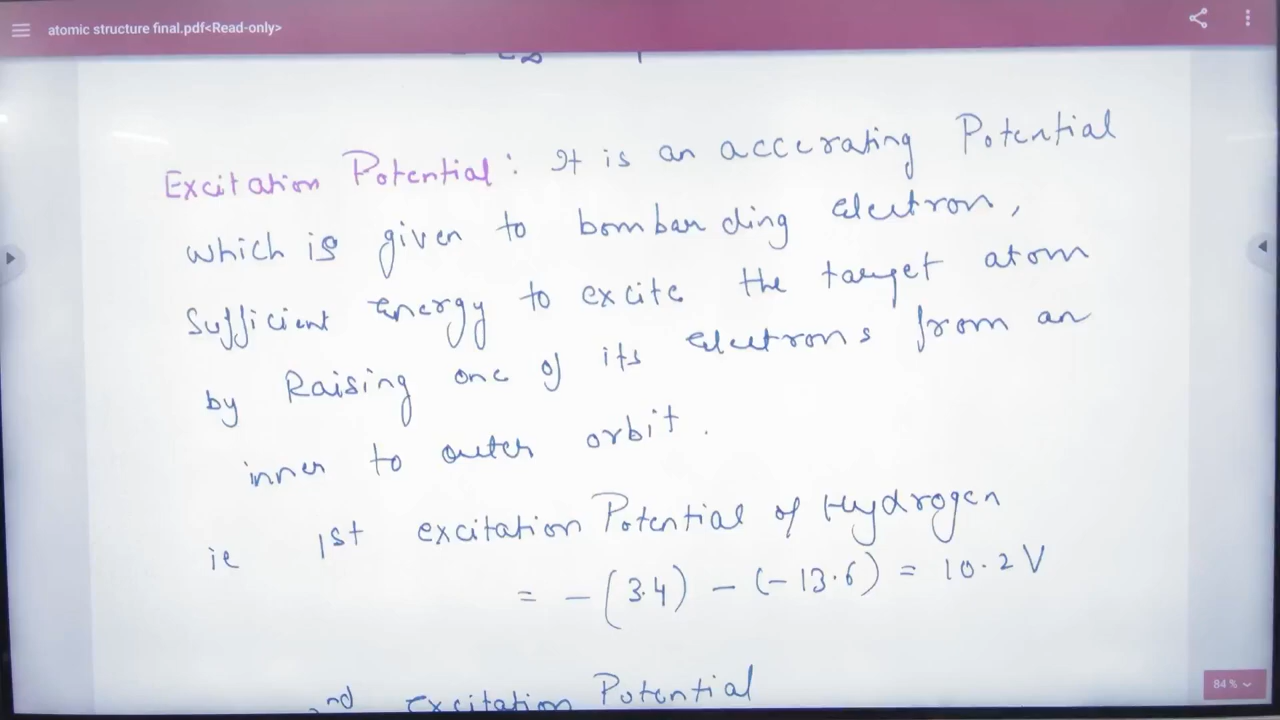 atomic structure final.pdf<Read-only>
Excitation Potential: It is an accerating Potential
which is given to bombarding electron,
sufficient energy to excite the target atom
by Raising one of its electrons from an
inner to outer orbit.
ie 1st excitation Potential of Hydrogen
= -(3.4) - (-13.6) = 10.2 V
nd excitation Potential
84 %